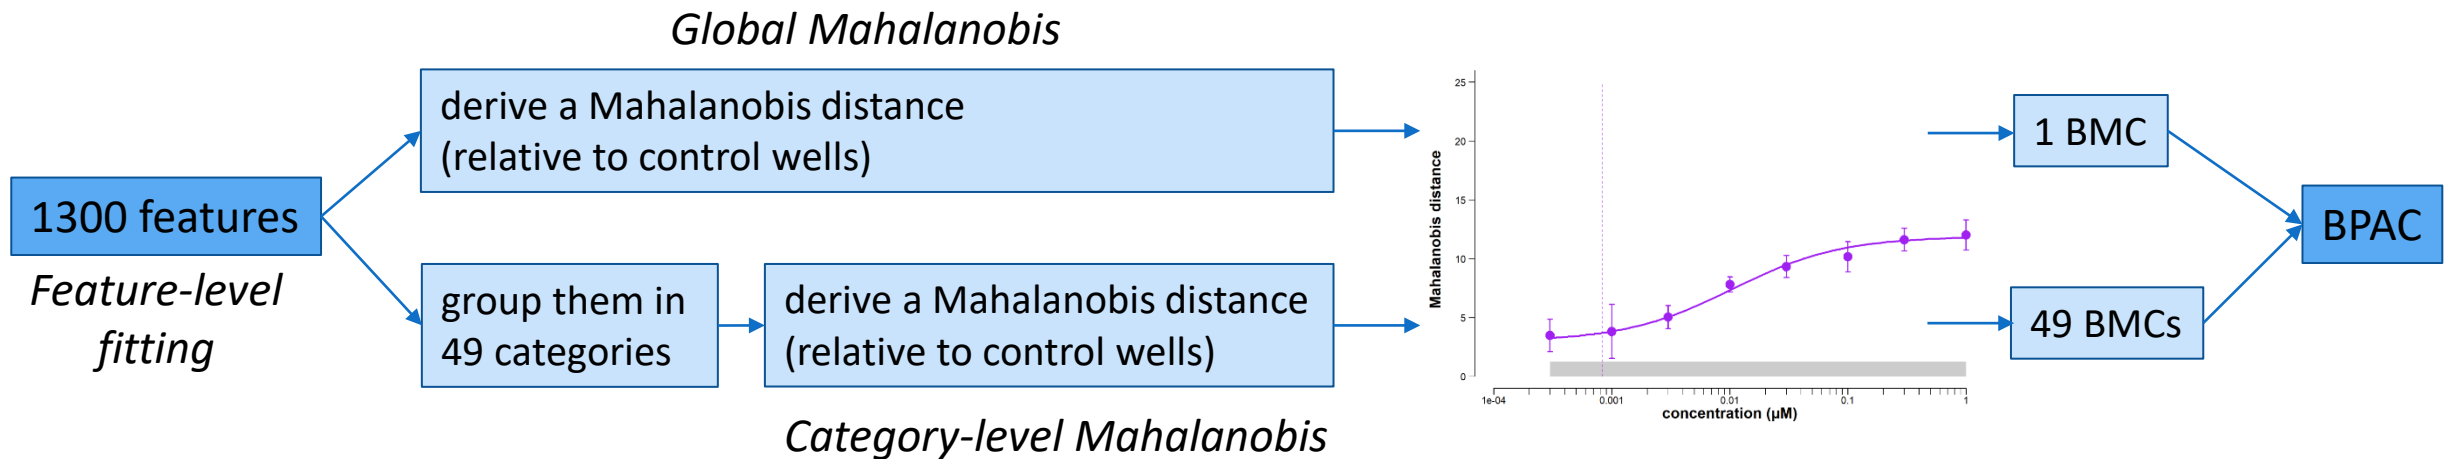 Global Mahalanobis
derive a Mahalanobis distance
(relative to control wells)
1300 features
Feature-level
fitting
group them in
49 categories
derive a Mahalanobis distance
(relative to control wells)
Category-level Mahalanobis
Mahalanobis distance
25
20
15
10
5
0
1e-04
0.001
0.01
0.1
1
concentration (µM)
1 BMC
49 BMCs
BPAC